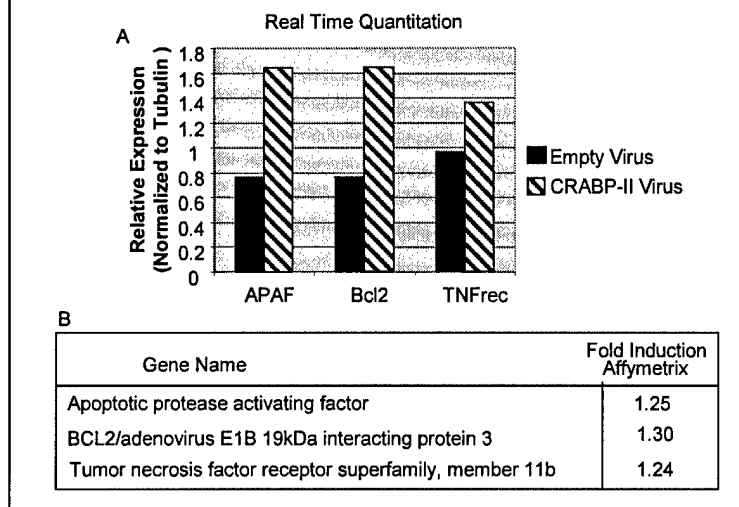 Real Time Quantitation
A
Relative Expression
(Normalized to Tubulin )
1.8
1.6
1.4
1.2
1
0.8
0.6
0.4
0.2
0
APAF Bcl2 TNFrec
Empty Virus
CRABP-II Virus
B
Gene Name
Fold Induction
Affymetrix
Apoptotic protease activating factor 1.25
BCL2/adenovirus E1B 19kDa interacting protein 3 1.30
Tumor necrosis factor receptor superfamily, member 11b 1.24